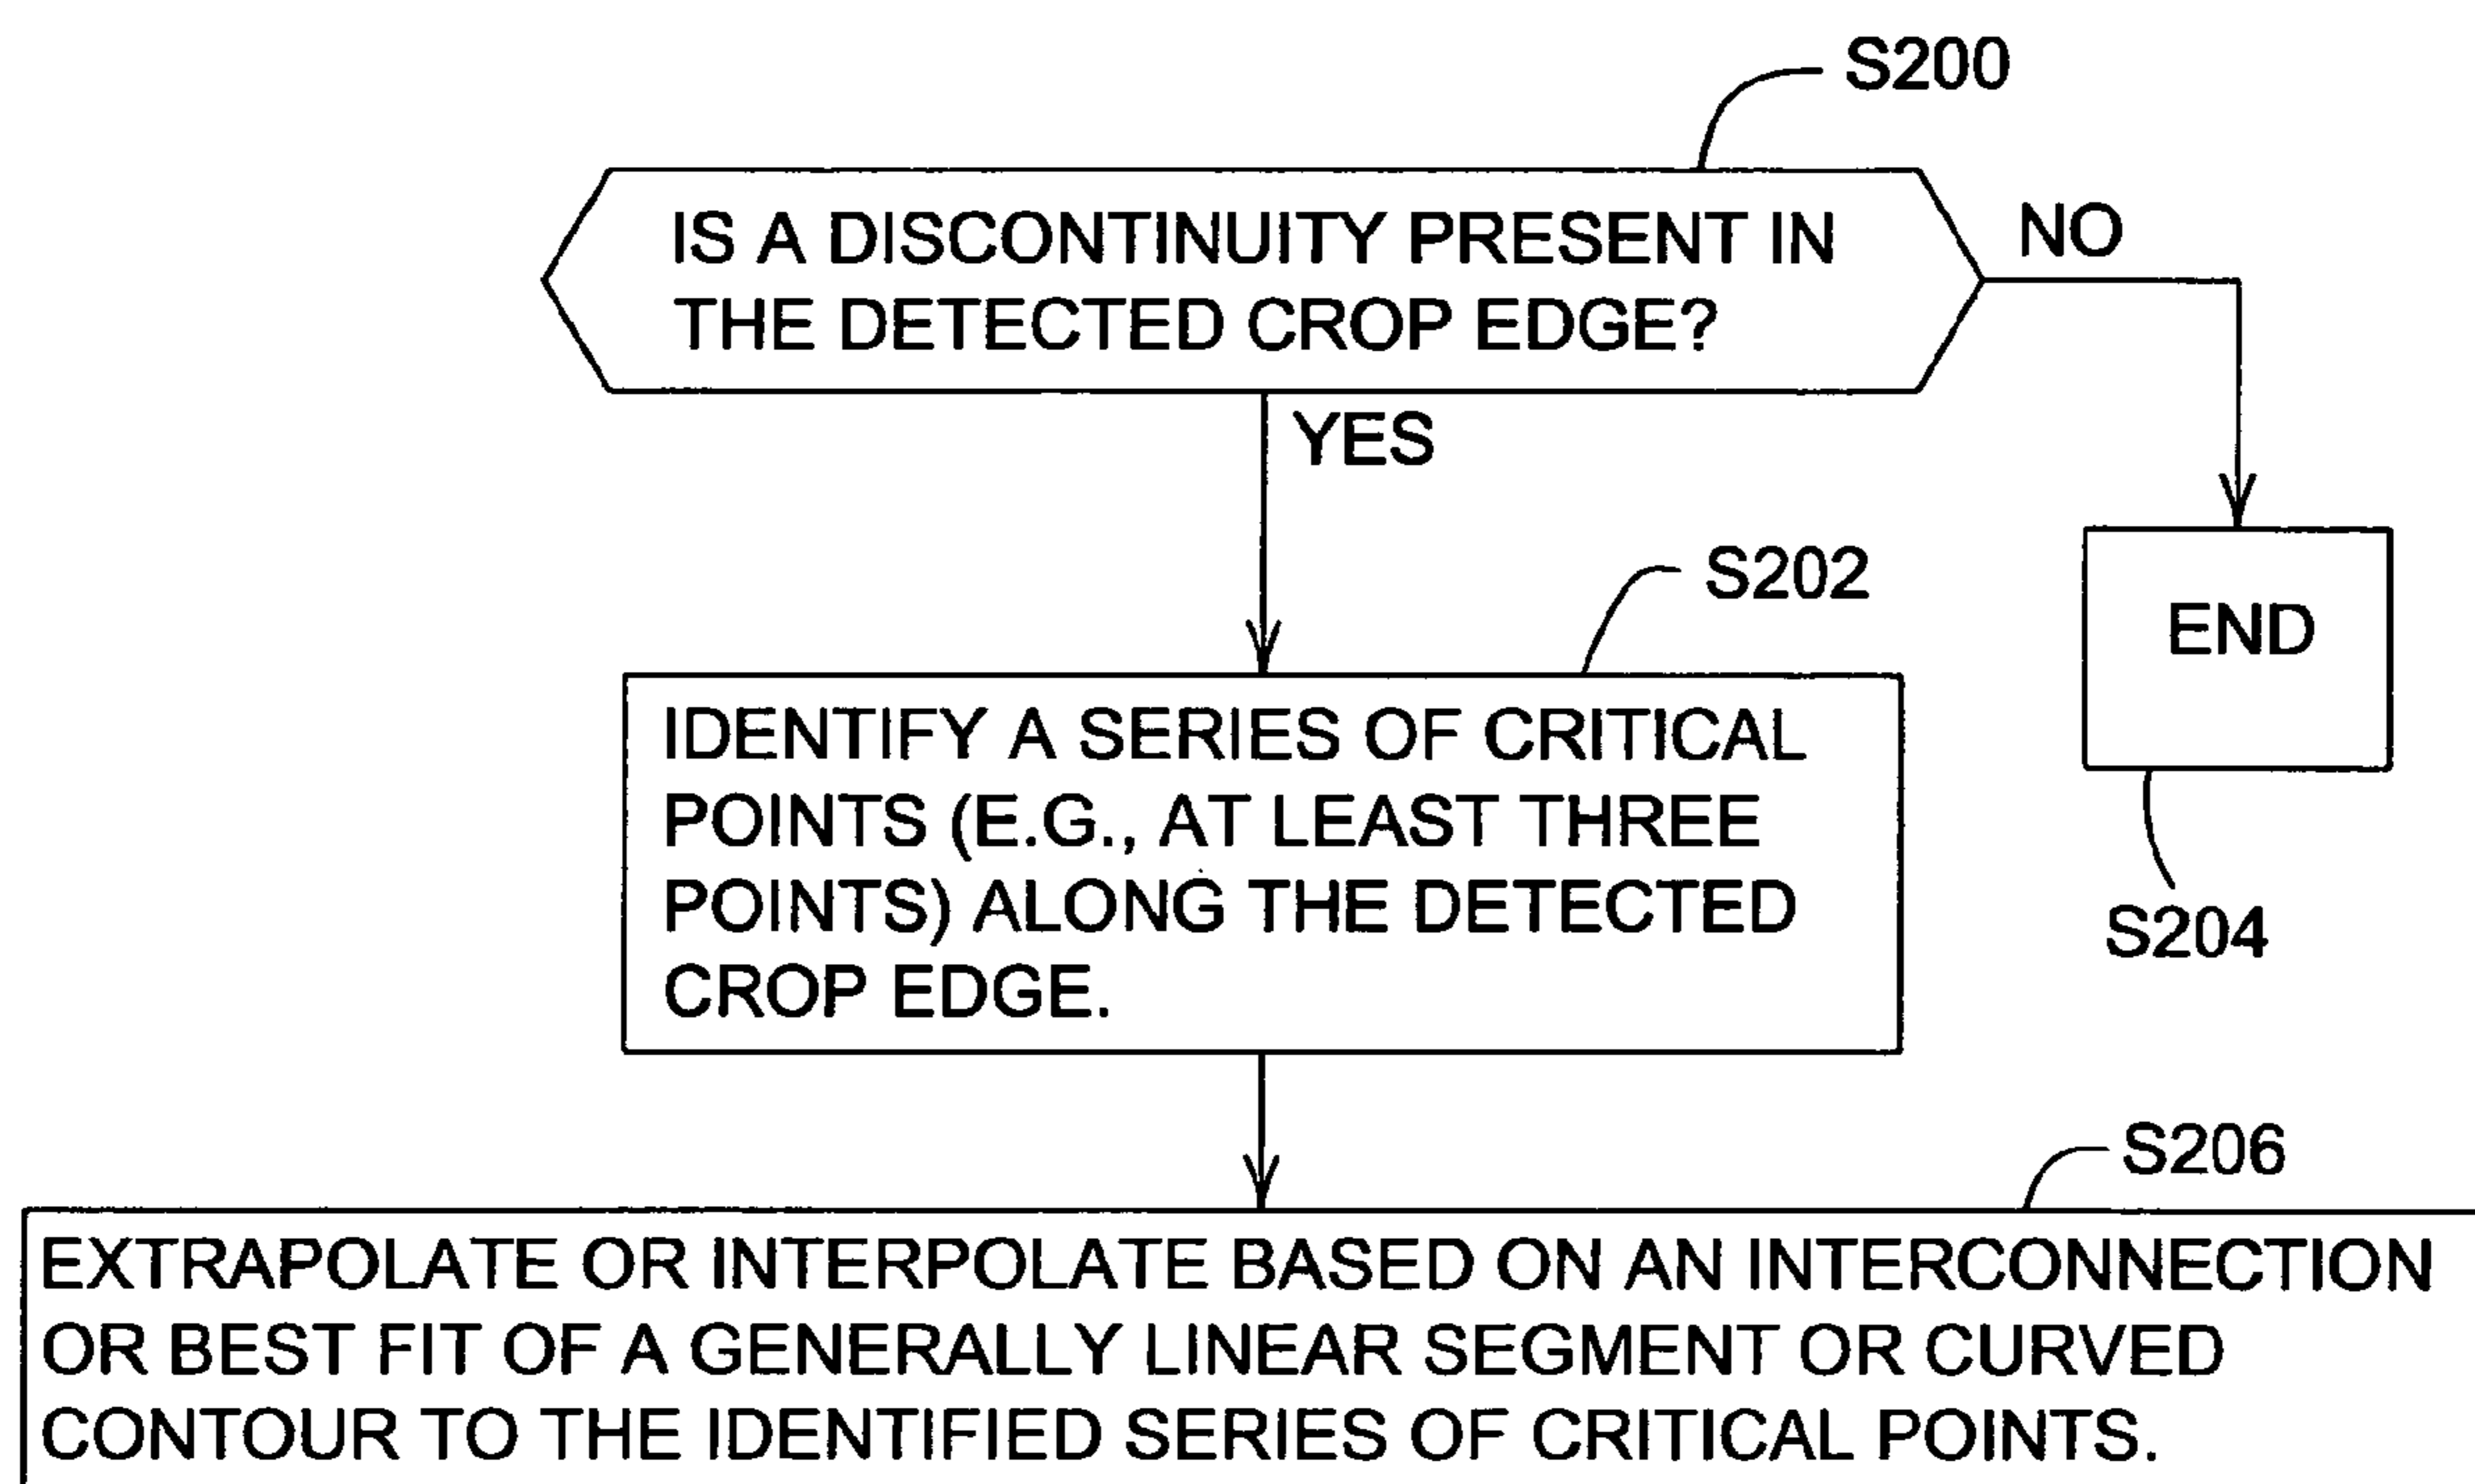 S200
IS A DISCONTINUITY PRESENT IN
THE DETECTED CROP EDGE?
NO
YES
S202
END
IDENTIFY A SERIES OF CRITICAL
POINTS (E.G., AT LEAST THREE
POINTS) ALONG THE DETECTED
CROP EDGE.
S204
S206
EXTRAPOLATE OR INTERPOLATE BASED ON AN INTERCONNECTION
OR BEST FIT OF A GENERALLY LINEAR SEGMENT OR CURVED
CONTOUR TO THE IDENTIFIED SERIES OF CRITICAL POINTS.